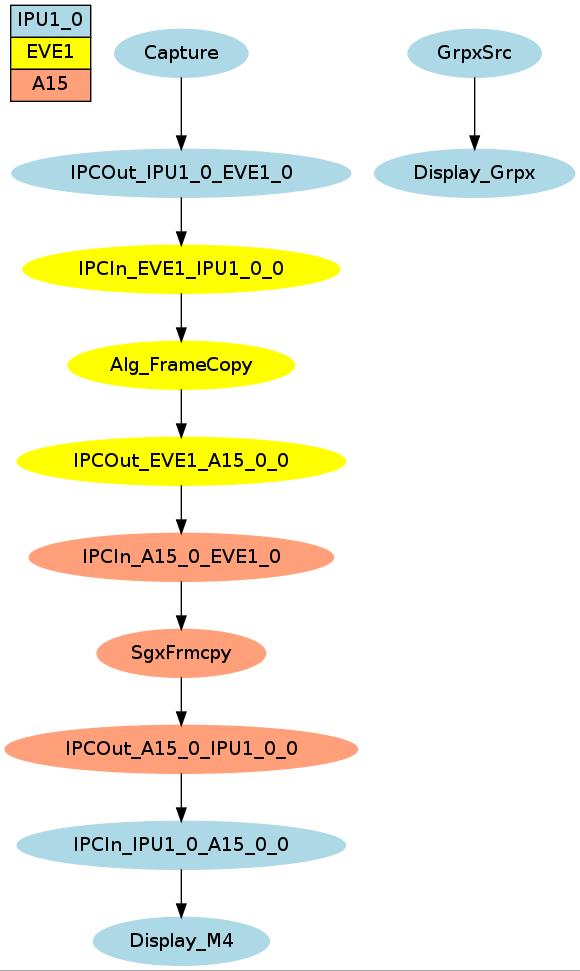 IPU1_0
EVE1
A15
Capture
GrpxSrc
IPCOut_IPU1_0_EVE1_0
Display_Grpx
IPCIn_EVE1_IPU1_0_0
Alg_FrameCopy
IPCOut_EVE1_A15_0_0
IPCIn_A15_0_EVE1_0
SgxFrmcpy
IPCOut_A15_0_IPU1_0_0
IPCIn_IPU1_0_A15_0_0
Display_M4